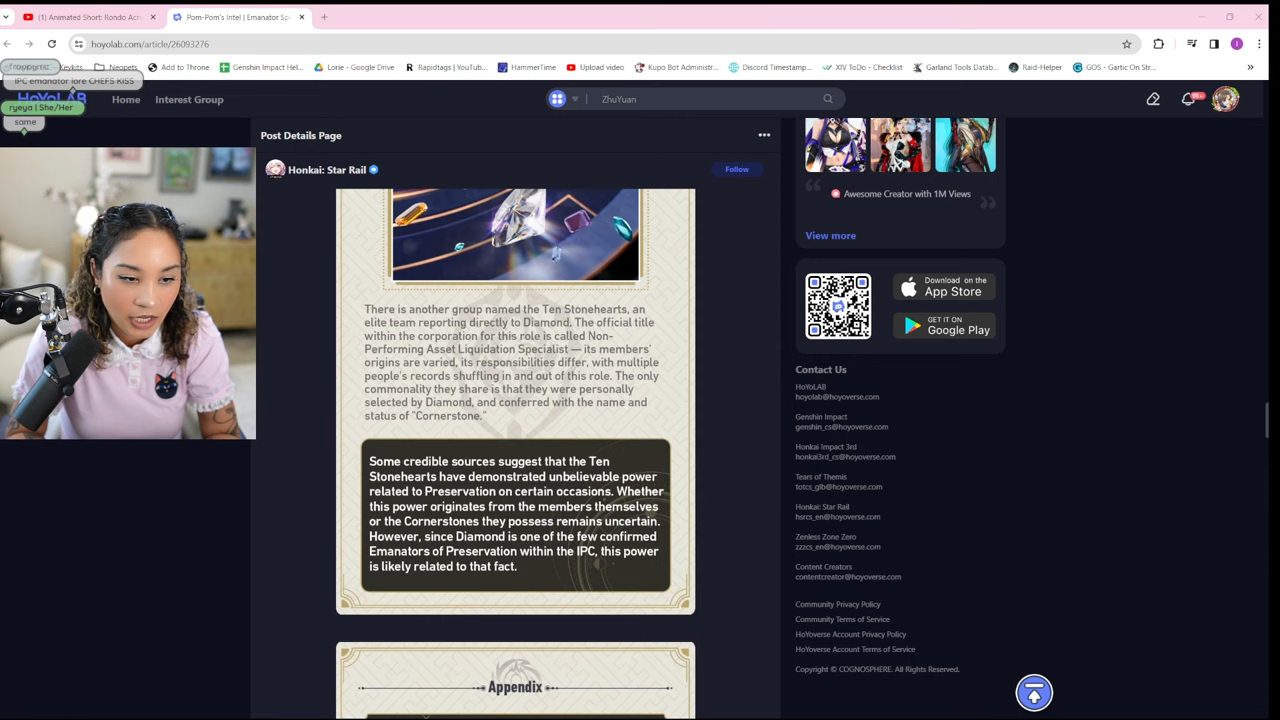 (1) Animated Short: Rondo Acr
Pom-Pom's Intel | Emanator Sp
hoyolab.com/article/26093276
Keykits
Neopets
Add to Throne
Genshin Impact Hel...
Lorie - Google Drive
Rapidtags | YouTub...
HammerTime
Upload video
Kupo Bot Administr...
Discord Timestamp...
XIV ToDo - Checklist
Garland Tools Datab...
Raid-Helper
GOS - Gartic On Str...
IPC emanator lore CHEFS KISS
HoYoLAB
Home
Interest Group
ZhuYuan
99+
ryeya | She/Her
same
Post Details Page
Honkai: Star Rail
Follow
There is another group named the Ten Stonehearts, an
elite team reporting directly to Diamond. The official title
within the corporation for this role is called Non-
Performing Asset Liquidation Specialist — its members'
origins are varied, its responsibilities differ, with multiple
people's records shuffling in and out of this role. The only
commonality they share is that they were personally
selected by Diamond, and conferred with the name and
status of "Cornerstone."
Some credible sources suggest that the Ten
Stonehearts have demonstrated unbelievable power
related to Preservation on certain occasions. Whether
this power originates from the members themselves
or the Cornerstones they possess remains uncertain.
However, since Diamond is one of the few confirmed
Emanators of Preservation within the IPC, this power
is likely related to that fact.
Appendix
Awesome Creator with 1M Views
View more
Download on the
App Store
GET IT ON
Google Play
Contact Us
HoYoLAB
hoyolab@hoyoverse.com
Genshin Impact
genshin_cs@hoyoverse.com
Honkai Impact 3rd
honkai3rd_cs@hoyoverse.com
Tears of Themis
totcs_glb@hoyoverse.com
Honkai: Star Rail
hsrcs_en@hoyoverse.com
Zenless Zone Zero
zzzcs_en@hoyoverse.com
Content Creators
contentcreator@hoyoverse.com
Community Privacy Policy
Community Terms of Service
HoYoverse Account Privacy Policy
HoYoverse Account Terms of Service
Copyright © COGNOSPHERE. All Rights Reserved.